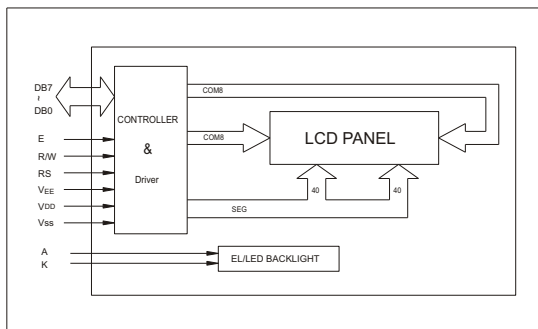 DB7
~
DB0
E
R/W
RS
VEE
VDD
Vss
A
K
CONTROLLER
&
Driver
COM8
COM8
LCD PANEL
40
40
SEG
EL/LED BACKLIGHT